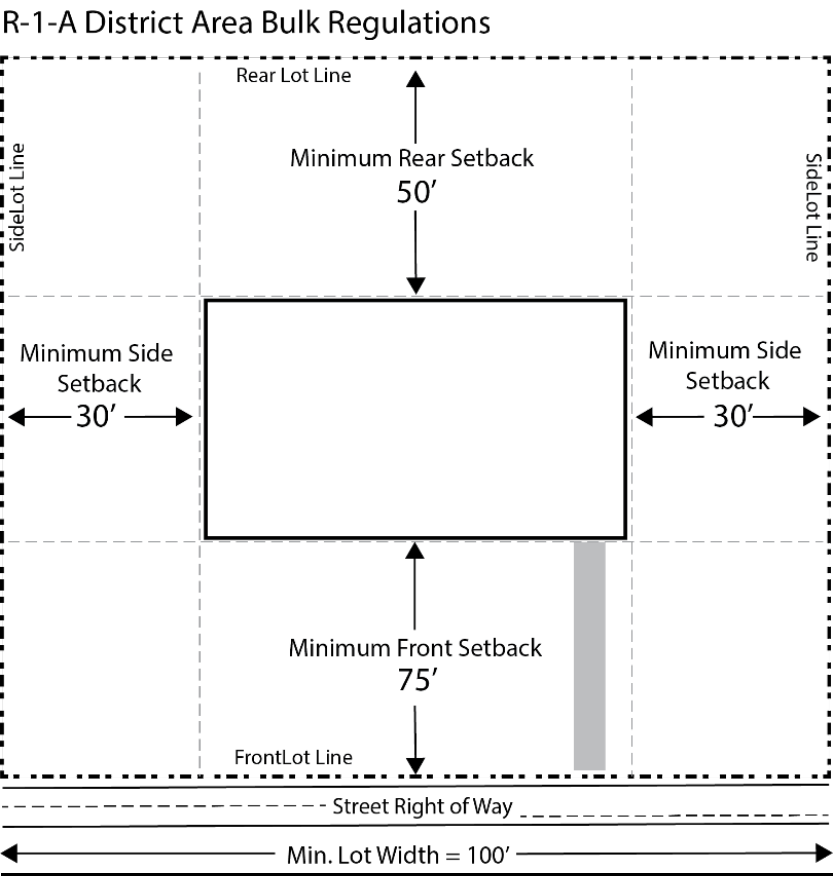 R-1-A District Area Bulk Regulations
Rear Lot Line
SideLot Line
SideLot Line
Minimum Rear Setback
50′
Minimum Side
Setback
30′
Minimum Side
Setback
30′
Minimum Front Setback
75′
FrontLot Line
Street Right of Way
Min. Lot Width = 100′